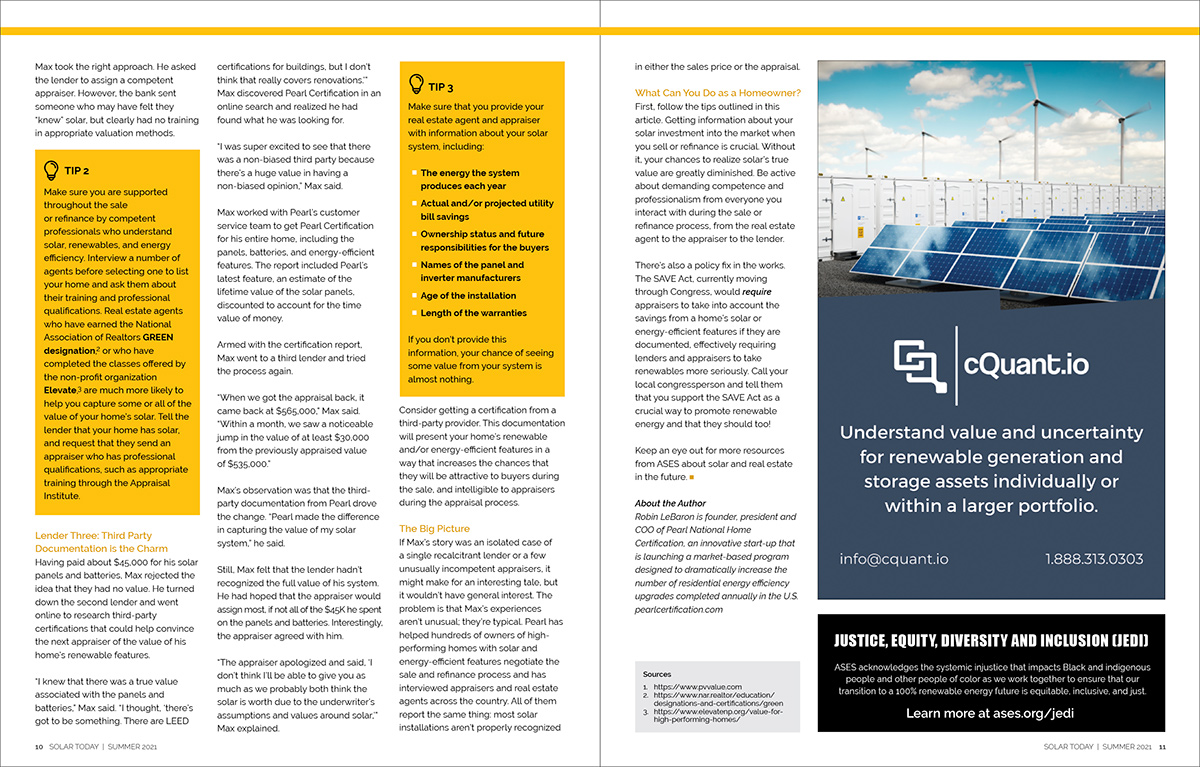 Max took the right approach. He asked
the lender to assign a competent
appraiser. However, the bank sent
someone who may have felt they
"knew" solar, but clearly had no training
in appropriate valuation methods.
TIP 2
Make sure you are supported
throughout the sale
or refinance by competent
professionals who understand
solar, renewables, and energy
efficiency. Interview a number of
agents before selecting one to list
your home and ask them about
their training and professional
qualifications. Real estate agents
who have earned the National
Association of Realtors GREEN
designation,2 or who have
completed the classes offered by
the non-profit organization
Elevate,3 are much more likely to
help you capture some or all of the
value of your home's solar. Tell the
lender that your home has solar,
and request that they send an
appraiser who has professional
qualifications, such as appropriate
training through the Appraisal
Institute.
Lender Three: Third Party
Documentation is the Charm
Having paid about $45,000 for his solar
panels and batteries, Max rejected the
idea that they had no value. He turned
down the second lender and went
online to research third-party
certifications that could help convince
the next appraiser of the value of his
home's renewable features.
"I knew that there was a true value
associated with the panels and
batteries," Max said. "I thought, 'there's
got to be something. There are LEED
certifications for buildings, but I don't
think that really covers renovations.'"
Max discovered Pearl Certification in an
online search and realized he had
found what he was looking for.
"I was super excited to see that there
was a non-biased third party because
there's a huge value in having a
non-biased opinion," Max said.
Max worked with Pearl's customer
service team to get Pearl Certification
for his entire home, including the
panels, batteries, and energy-efficient
features. The report included Pearl's
latest feature, an estimate of the
lifetime value of the solar panels,
discounted to account for the time
value of money.
Armed with the certification report,
Max went to a third lender and tried
the process again.
"When we got the appraisal back, it
came back at $565,000," Max said.
"Within a month, we saw a noticeable
jump in the value of at least $30,000
from the previously appraised value
of $535,000."
Max's observation was that the third-
party documentation from Pearl drove
the change. "Pearl made the difference
in capturing the value of my solar
system," he said.
Still, Max felt that the lender hadn't
recognized the full value of his system.
He had hoped that the appraiser would
assign most, if not all of the $45K he spent
on the panels and batteries. Interestingly,
the appraiser agreed with him.
"The appraiser apologized and said, 'I
don't think I'll be able to give you as
much as we probably both think the
solar is worth due to the underwriter's
assumptions and values around solar,'"
Max explained.
TIP 3
Make sure that you provide your
real estate agent and appraiser
with information about your solar
system, including:
The energy the system
produces each year
Actual and/or projected utility
bill savings
Ownership status and future
responsibilities for the buyers
Names of the panel and
inverter manufacturers
Age of the installation
Length of the warranties
If you don't provide this
information, your chance of seeing
some value from your system is
almost nothing.
Consider getting a certification from a
third-party provider. This documentation
will present your home's renewable
and/or energy-efficient features in a
way that increases the chances that
they will be attractive to buyers during
the sale, and intelligible to appraisers
during the appraisal process.
The Big Picture
If Max's story was an isolated case of
a single recalcitrant lender or a few
unusually incompetent appraisers, it
might make for an interesting tale, but
it wouldn't have general interest. The
problem is that Max's experiences
aren't unusual; they're typical. Pearl has
helped hundreds of owners of high-
performing homes with solar and
energy-efficient features negotiate the
sale and refinance process and has
interviewed appraisers and real estate
agents across the country. All of them
report the same thing: most solar
installations aren't properly recognized
10 SOLAR TODAY | SUMMER 2021
in either the sales price or the appraisal.
What Can You Do as a Homeowner?
First, follow the tips outlined in this
article. Getting information about your
solar investment into the market when
you sell or refinance is crucial. Without
it, your chances to realize solar's true
value are greatly diminished. Be active
about demanding competence and
professionalism from everyone you
interact with during the sale or
refinance process, from the real estate
agent to the appraiser to the lender.
There's also a policy fix in the works.
The SAVE Act, currently moving
through Congress, would require
appraisers to take into account the
savings from a home's solar or
energy-efficient features if they are
documented, effectively requiring
lenders and appraisers to take
renewables more seriously. Call your
local congressperson and tell them
that you support the SAVE Act as a
crucial way to promote renewable
energy and that they should too!
Keep an eye out for more resources
from ASES about solar and real estate
in the future.
About the Author
Robin LeBaron is founder, president and
COO of Pearl National Home
Certification, an innovative start-up that
is launching a market-based program
designed to dramatically increase the
number of residential energy efficiency
upgrades completed annually in the U.S.
pearlcertification.com
Sources
1. https://www.pvvalue.com
2. https://www.nar.realtor/education/
designations-and-certifications/green
3. https://www.elevatenp.org/value-for-
high-performing-homes/
cQuant.io
Understand value and uncertainty
for renewable generation and
storage assets individually or
within a larger portfolio.
info@cquant.io 1.888.313.0303
JUSTICE, EQUITY, DIVERSITY AND INCLUSION (JEDI)
ASES acknowledges the systemic injustice that impacts Black and indigenous
people and other people of color as we work together to ensure that our
transition to a 100% renewable energy future is equitable, inclusive, and just.
Learn more at ases.org/jedi
SOLAR TODAY | SUMMER 2021 11